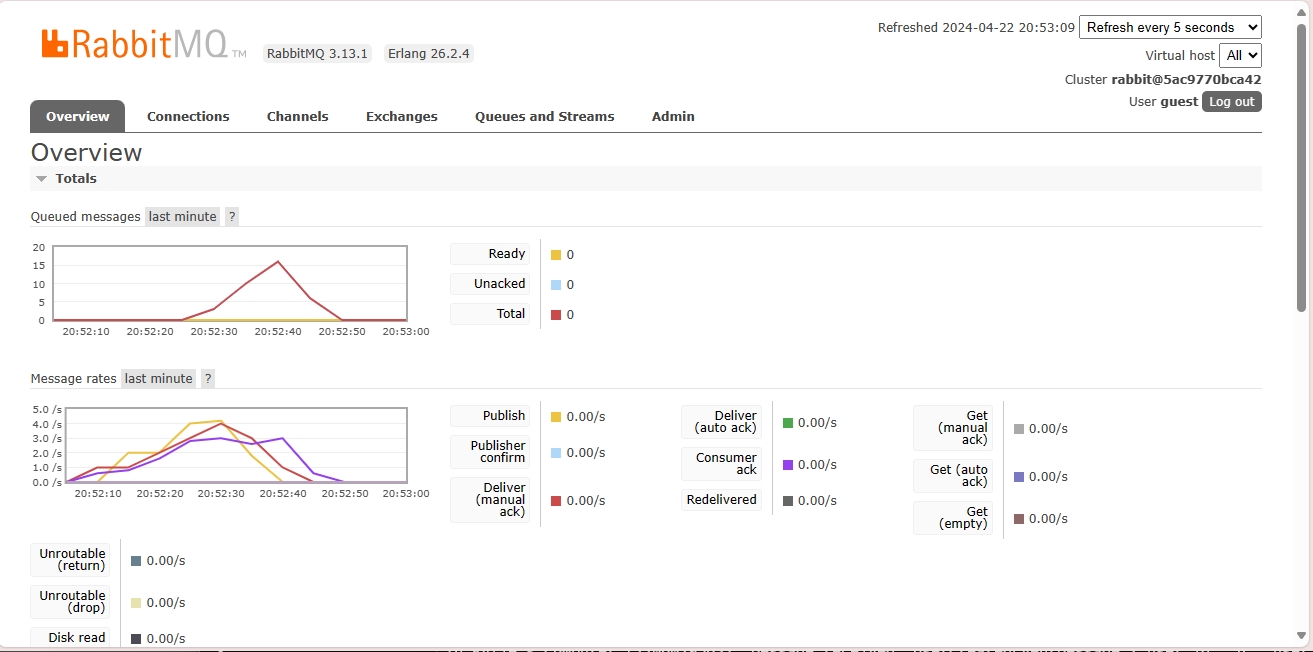 RabbitMQ TM RabbitMQ 3.13.1 Erlang 26.2.4
Refreshed 2024-04-22 20:53:09 Refresh every 5 seconds
Virtual host All
Cluster rabbit@5ac9770bca42
User guest Log out
Overview Connections Channels Exchanges Queues and Streams Admin
Overview
Totals
Queued messages last minute ?
20
15
10
5
0
20:52:10 20:52:20 20:52:30 20:52:40 20:52:50 20:53:00
Ready 0
Unacked 0
Total 0
Message rates last minute ?
5.0 /s
4.0 /s
3.0 /s
2.0 /s
1.0 /s
0.0 /s
20:52:10 20:52:20 20:52:30 20:52:40 20:52:50 20:53:00
Publish 0.00/s
Publisher
confirm 0.00/s
Deliver
(manual
ack) 0.00/s
Deliver
(auto ack) 0.00/s
Consumer
ack 0.00/s
Redelivered 0.00/s
Get
(manual
ack) 0.00/s
Get (auto
ack) 0.00/s
Get
(empty) 0.00/s
Unroutable
(return) 0.00/s
Unroutable
(drop) 0.00/s
Disk read 0.00/s